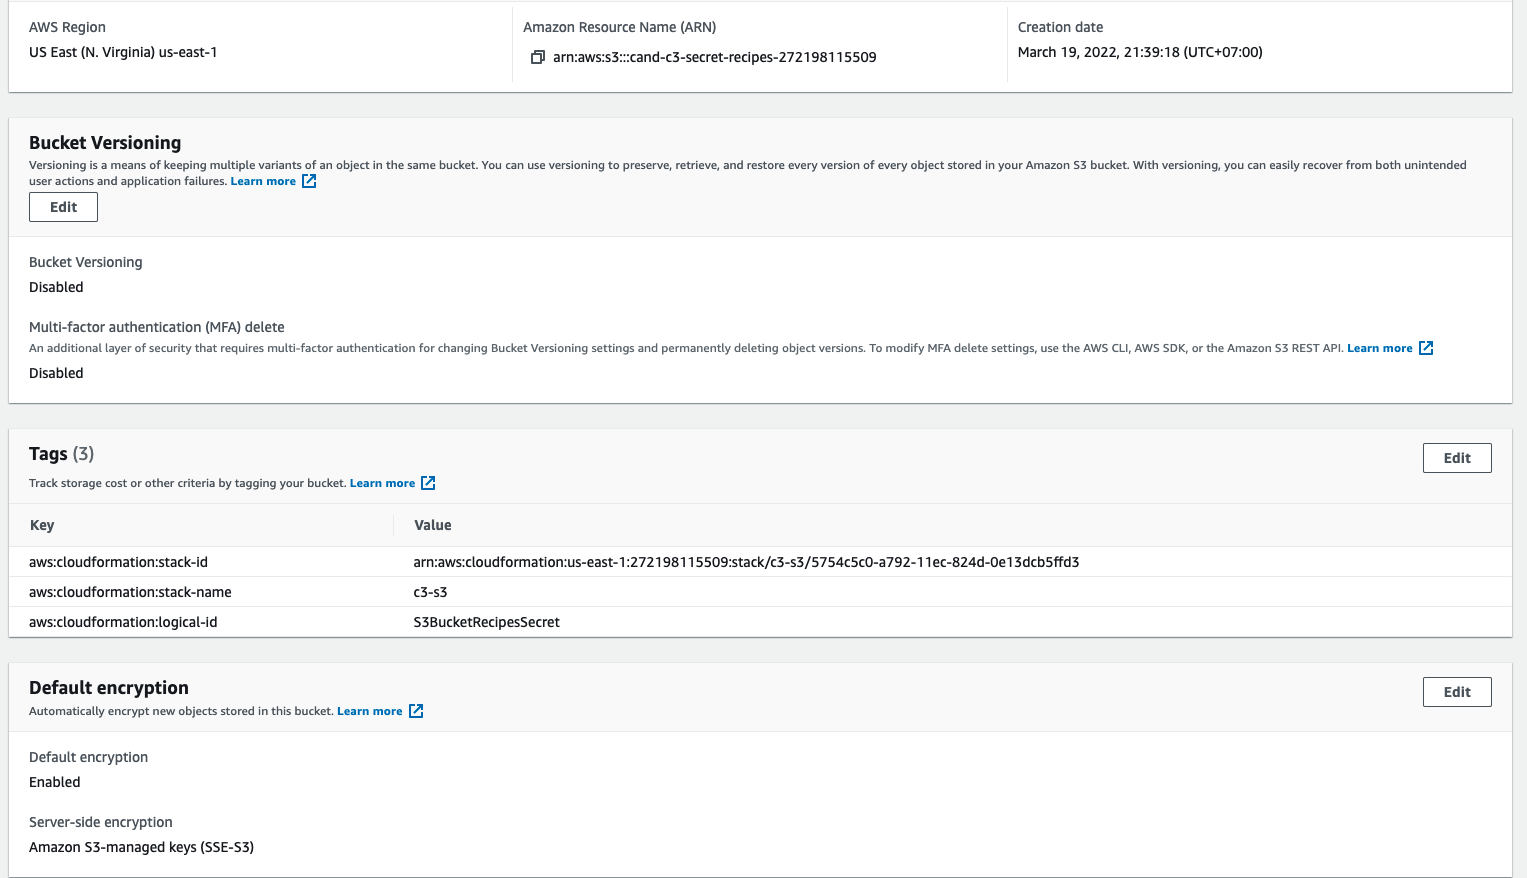 AWS Region
US East (N. Virginia) us-east-1
Amazon Resource Name (ARN)
arn:aws:s3:::cand-c3-secret-recipes-272198115509
Creation date
March 19, 2022, 21:39:18 (UTC+07:00)
Bucket Versioning
Versioning is a means of keeping multiple variants of an object in the same bucket. You can use versioning to preserve, retrieve, and restore every version of every object stored in your Amazon S3 bucket. With versioning, you can easily recover from both unintended
user actions and application failures. Learn more
Edit
Bucket Versioning
Disabled
Multi-factor authentication (MFA) delete
An additional layer of security that requires multi-factor authentication for changing Bucket Versioning settings and permanently deleting object versions. To modify MFA delete settings, use the AWS CLI, AWS SDK, or the Amazon S3 REST API. Learn more
Disabled
Tags (3)
Edit
Track storage cost or other criteria by tagging your bucket. Learn more
Key Value
aws:cloudformation:stack-id arn:aws:cloudformation:us-east-1:272198115509:stack/c3-s3/5754c5c0-a792-11ec-824d-0e13dcb5ffd3
aws:cloudformation:stack-name c3-s3
aws:cloudformation:logical-id S3BucketRecipesSecret
Default encryption
Edit
Automatically encrypt new objects stored in this bucket. Learn more
Default encryption
Enabled
Server-side encryption
Amazon S3-managed keys (SSE-S3)